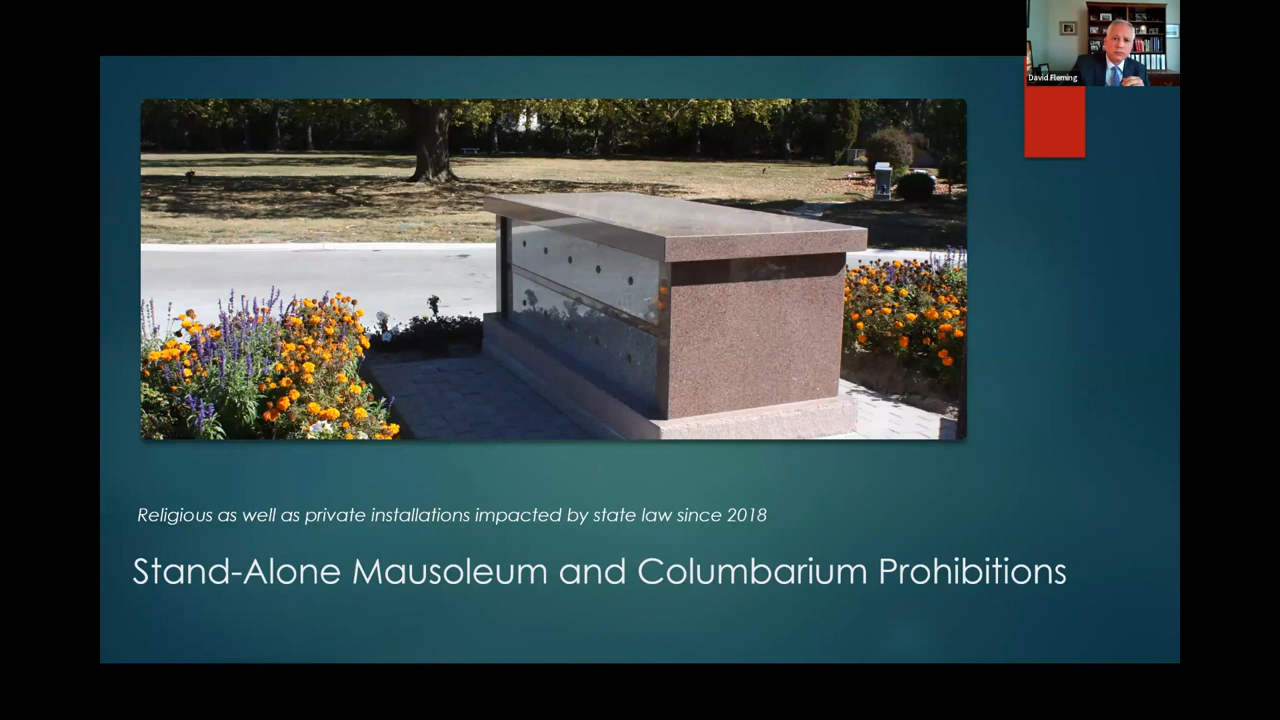 David Fleming
Religious as well as private installations impacted by state law since 2018
Stand-Alone Mausoleum and Columbarium Prohibitions